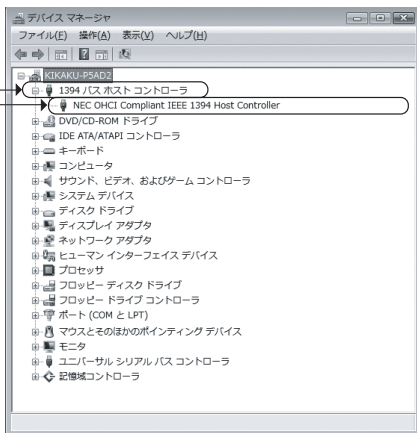 デバイス マネージャ
ファイル(F) 操作(A) 表示(V) ヘルプ(H)
KIKAKU-P5AD2
1394 バス ホスト コントローラ
NEC OHCI Compliant IEEE 1394 Host Controller
DVD/CD-ROM ドライブ
IDE ATA/ATAPI コントローラ
キーボード
コンピュータ
サウンド、ビデオ、およびゲーム コントローラ
システム デバイス
ディスク ドライブ
ディスプレイ アダプタ
ネットワーク アダプタ
ヒューマン インターフェイス デバイス
プロセッサ
フロッピー ディスク ドライブ
フロッピー ドライブ コントローラ
ポート (COM と LPT)
マウスとそのほかのポインティング デバイス
モニタ
ユニバーサル シリアル バス コントローラ
記憶域コントローラ